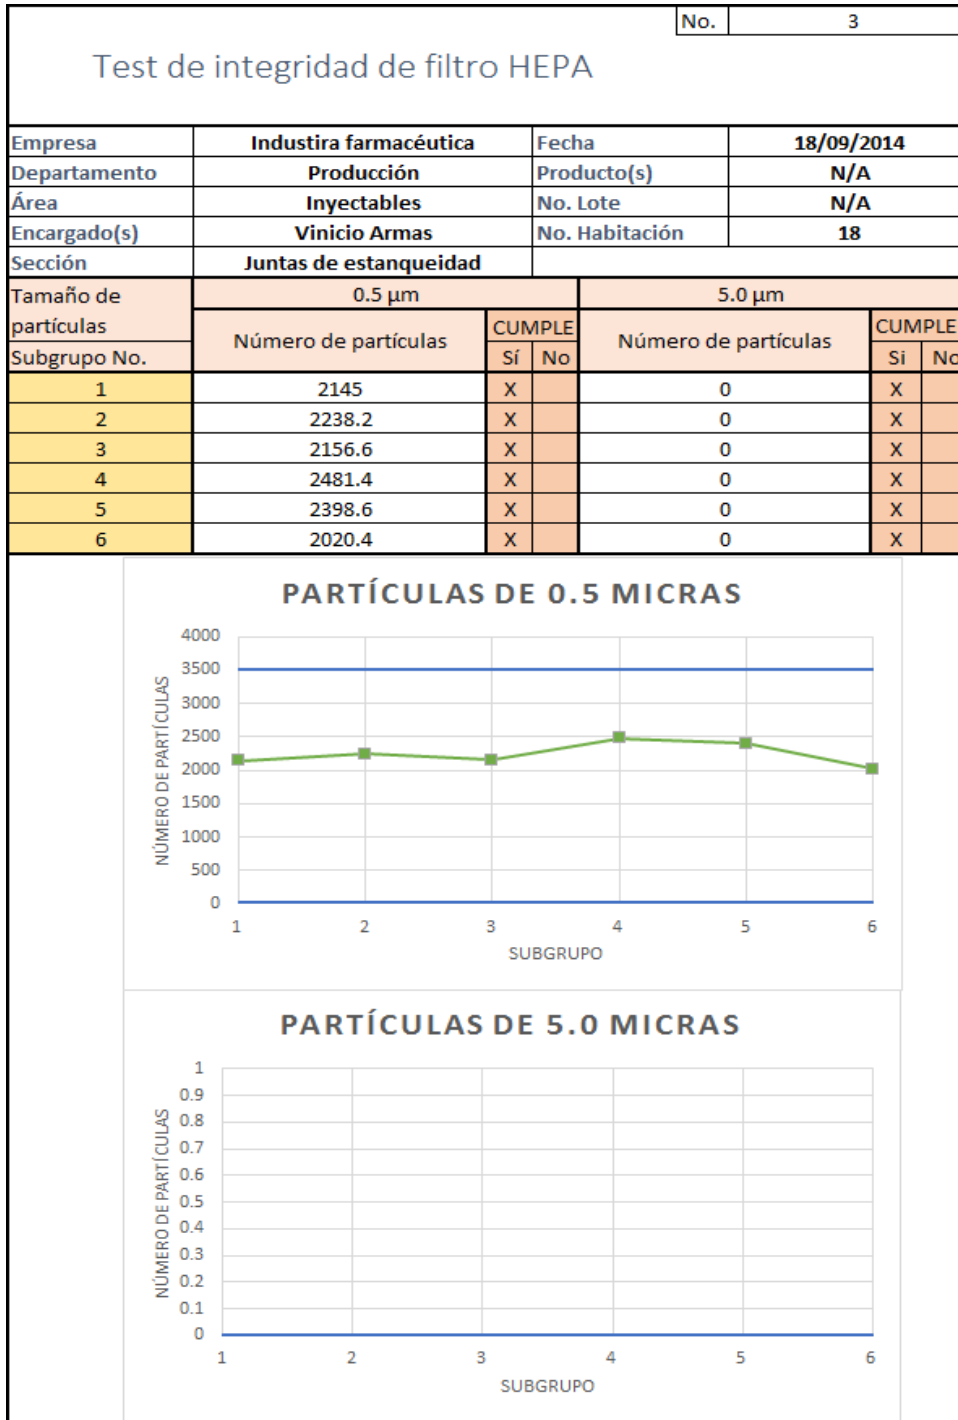 No. 3
Test de integridad de filtro HEPA
Empresa Industira farmacéutica Fecha 18/09/2014
Departamento Producción Producto(s) N/A
Área Inyectables No. Lote N/A
Encargado(s) Vinicio Armas No. Habitación 18
Sección Juntas de estanqueidad
Tamaño de partículas 0.5 µm 5.0 µm
Número de partículas CUMPLE Número de partículas CUMPLE
Subgrupo No. Sí No Si No
1 2145 X 0 X
2 2238.2 X 0 X
3 2156.6 X 0 X
4 2481.4 X 0 X
5 2398.6 X 0 X
6 2020.4 X 0 X
PARTÍCULAS DE 0.5 MICRAS
NÚMERO DE PARTÍCULAS
4000
3500
3000
2500
2000
1500
1000
500
0
1 2 3 4 5 6
SUBGRUPO
PARTÍCULAS DE 5.0 MICRAS
NÚMERO DE PARTÍCULAS
1
0.9
0.8
0.7
0.6
0.5
0.4
0.3
0.2
0.1
0
1 2 3 4 5 6
SUBGRUPO